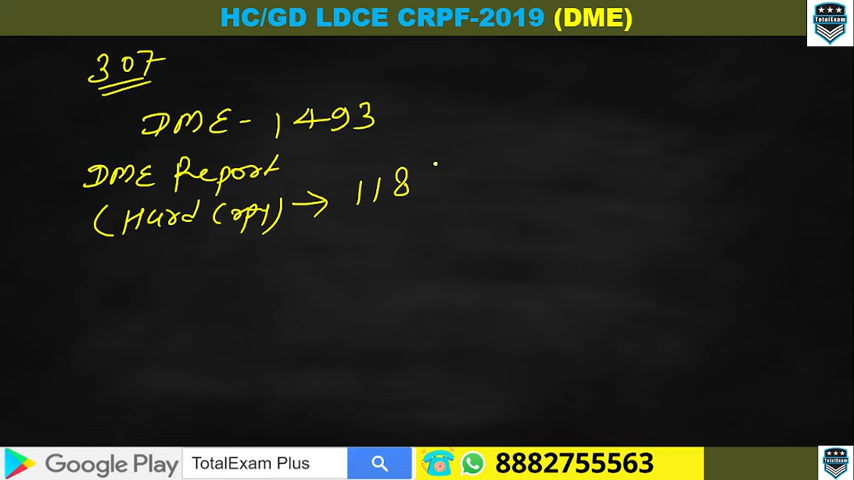 HC/GD LDCE CRPF-2019 (DME)
TotalExam
307
DME - 1493
DME Report
(Hard Copy) → 118
Google Play TotalExam Plus 8882755563